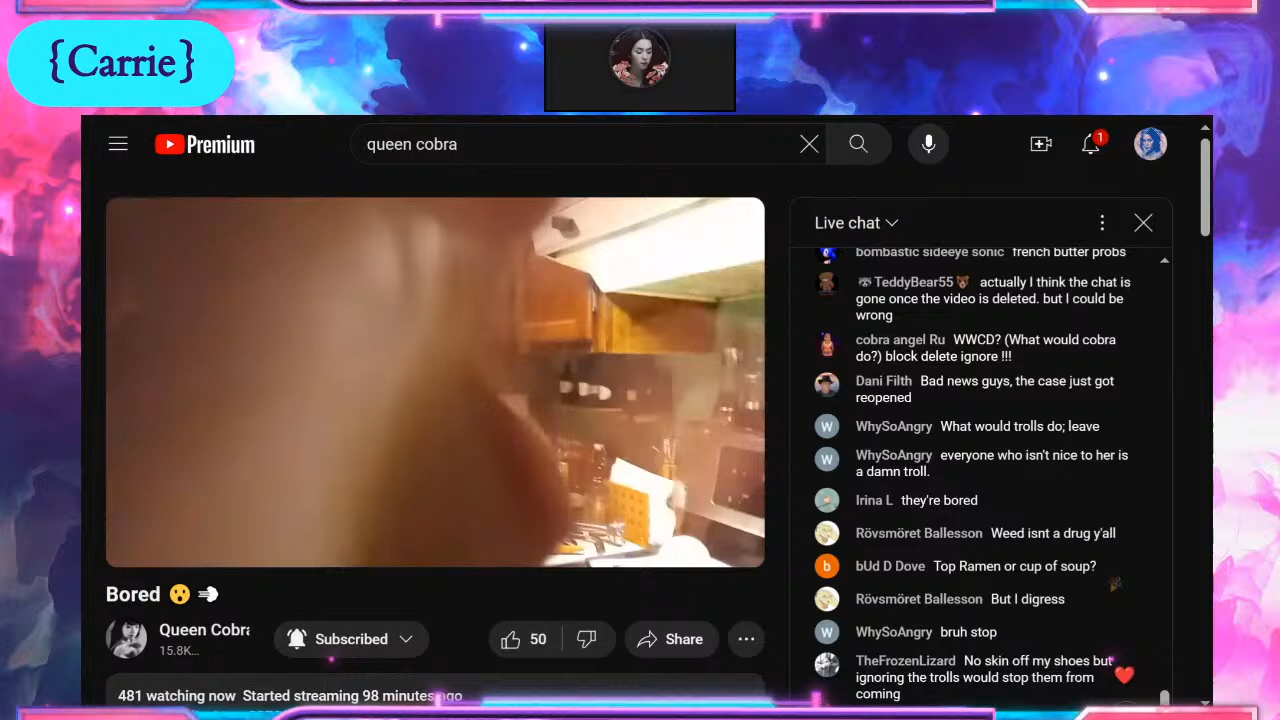 {Carrie}
Premium
queen cobra
1
Live chat
bombastic sideeye sonic french butter probs
TeddyBear55 actually I think the chat is
gone once the video is deleted. but I could be
wrong
cobra angel Ru WWCD? (What would cobra
do?) block delete ignore !!!
Dani Filth Bad news guys, the case just got
reopened
W WhySoAngry What would trolls do; leave
W WhySoAngry everyone who isn't nice to her is
a damn troll.
Irina L they're bored
Rövsmöret Ballesson Weed isnt a drug y'all
b bUd D Dove Top Ramen or cup of soup?
Rövsmöret Ballesson But I digress
W WhySoAngry bruh stop
TheFrozenLizard No skin off my shoes but
ignoring the trolls would stop them from
coming
Bored
Queen Cobra
15.8K...
Subscribed
50
Share
481 watching now Started streaming 98 minutes ago